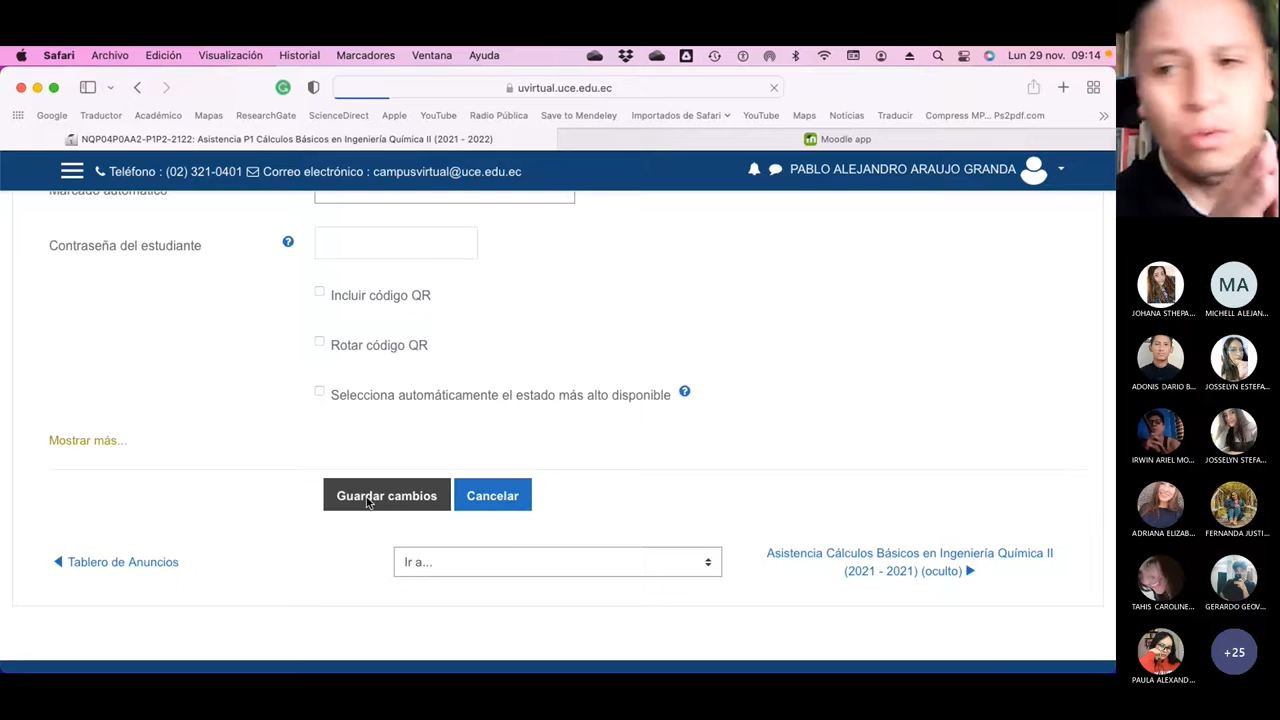 Safari Archivo Edición Visualización Historial Marcadores Ventana Ayuda Lun 29 nov. 09:14
uvirtual.uce.edu.ec
Google Traductor Académico Mapas ResearchGate ScienceDirect Apple YouTube Radio Pública Save to Mendeley Importados de Safari YouTube Maps Noticias Traducir Compress MP... Ps2pdf.com
NQP04P0AA2-P1P2-2122: Asistencia P1 Cálculos Básicos en Ingeniería Química II (2021 - 2022) Moodle app
Teléfono : (02) 321-0401 Correo electrónico : campusvirtual@uce.edu.ec PABLO ALEJANDRO ARAUJO GRANDA
Marcado automático
Contraseña del estudiante
Incluir código QR
Rotar código QR
Selecciona automáticamente el estado más alto disponible
Mostrar más...
Guardar cambios Cancelar
Tablero de Anuncios
Ir a...
Asistencia Cálculos Básicos en Ingeniería Química II
(2021 - 2021) (oculto)
MA
JOHANA STHEPA... MICHELL ALEJAN...
ADONIS DARIO B... JOSSELYN ESTEFA...
IRWIN ARIEL MO... JOSSELYN STEFA...
ADRIANA ELIZAB... FERNANDA JUSTI...
TAHIS CAROLINE... GERARDO GEOV...
+25
PAULA ALEXAND...